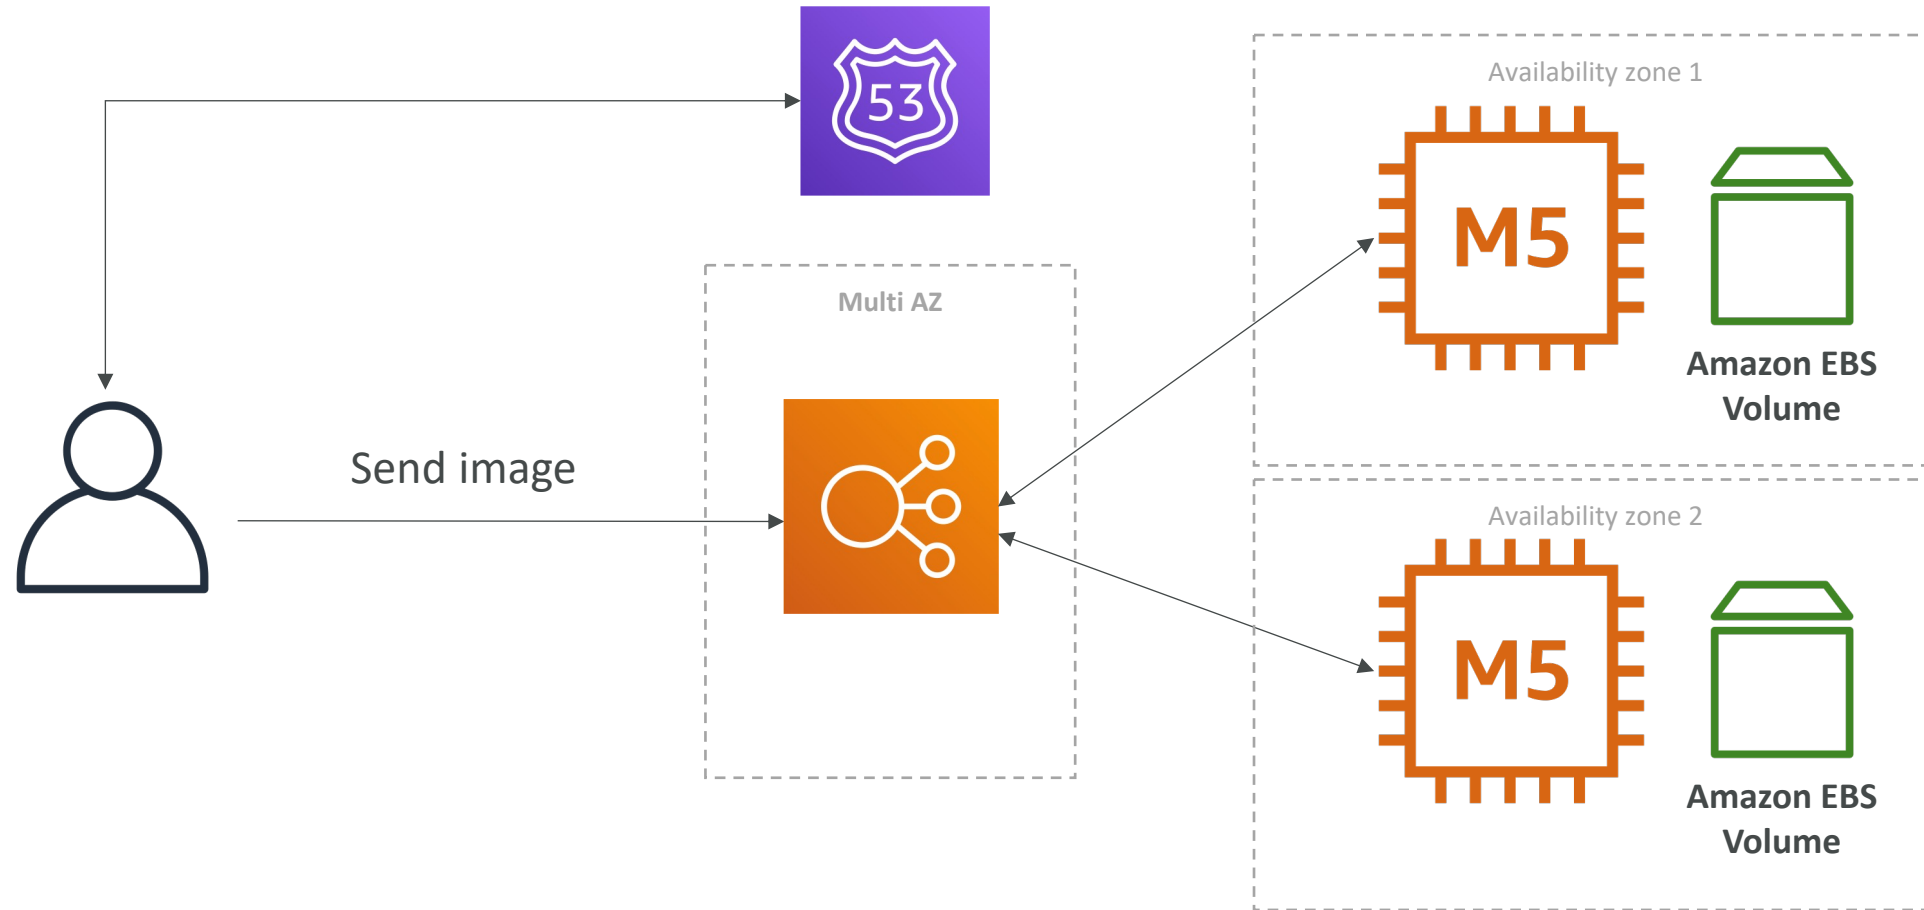 53
Availability zone 1
M5
Amazon EBS
Volume
Multi AZ
Send image
Availability zone 2
M5
Amazon EBS
Volume